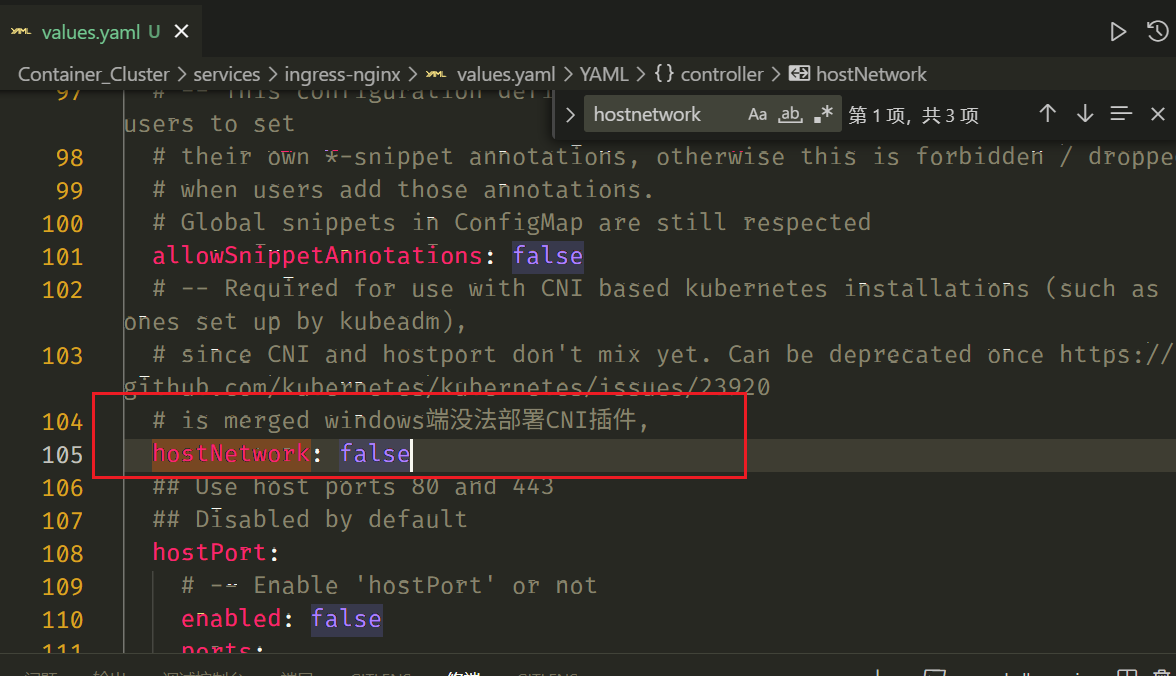 values.yaml U
Container_Cluster > services > ingress-nginx > values.yaml > YAML > {} controller > hostNetwork
hostnetwork Aa ab .* 第 1 项，共 3 项
97 # -- This configuration
users to set
98 # their own *-snippet annotations, otherwise this is forbidden / droppe
99 # when users add those annotations.
100 # Global snippets in ConfigMap are still respected
101 allowSnippetAnnotations: false
102 # -- Required for use with CNI based kubernetes installations (such as
ones set up by kubeadm),
103 # since CNI and hostport don't mix yet. Can be deprecated once https://
github.com/kubernetes/kubernetes/issues/23920
104 # is merged windows端没法部署CNI插件，
105 hostNetwork: false
106 ## Use host ports 80 and 443
107 ## Disabled by default
108 hostPort:
109 # -- Enable 'hostPort' or not
110 enabled: false
111 ports: